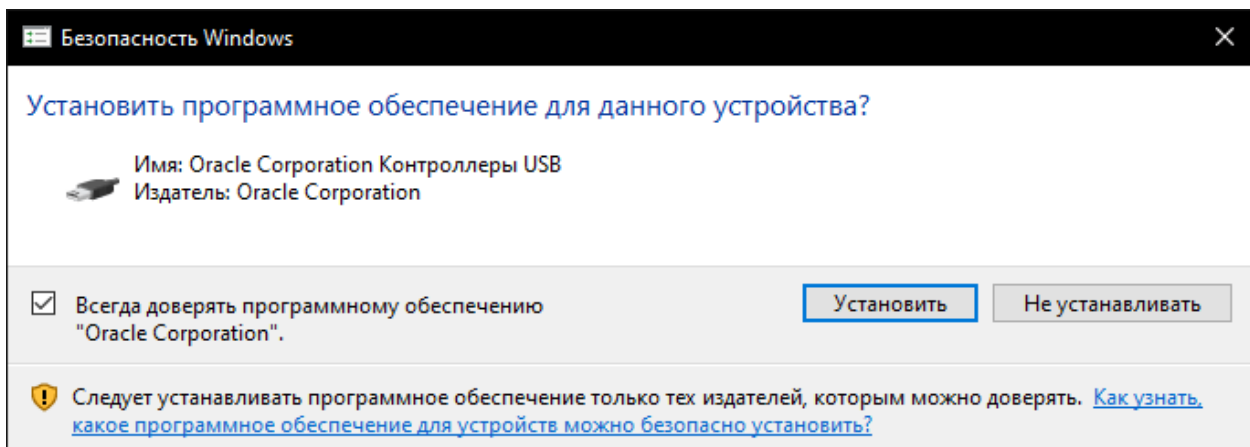 Безопасность Windows
Установить программное обеспечение для данного устройства?
Имя: Oracle Corporation Контроллеры USB
Издатель: Oracle Corporation
Всегда доверять программному обеспечению
"Oracle Corporation".
Установить
Не устанавливать
Следует устанавливать программное обеспечение только тех издателей, которым можно доверять. Как узнать,
какое программное обеспечение для устройств можно безопасно установить?